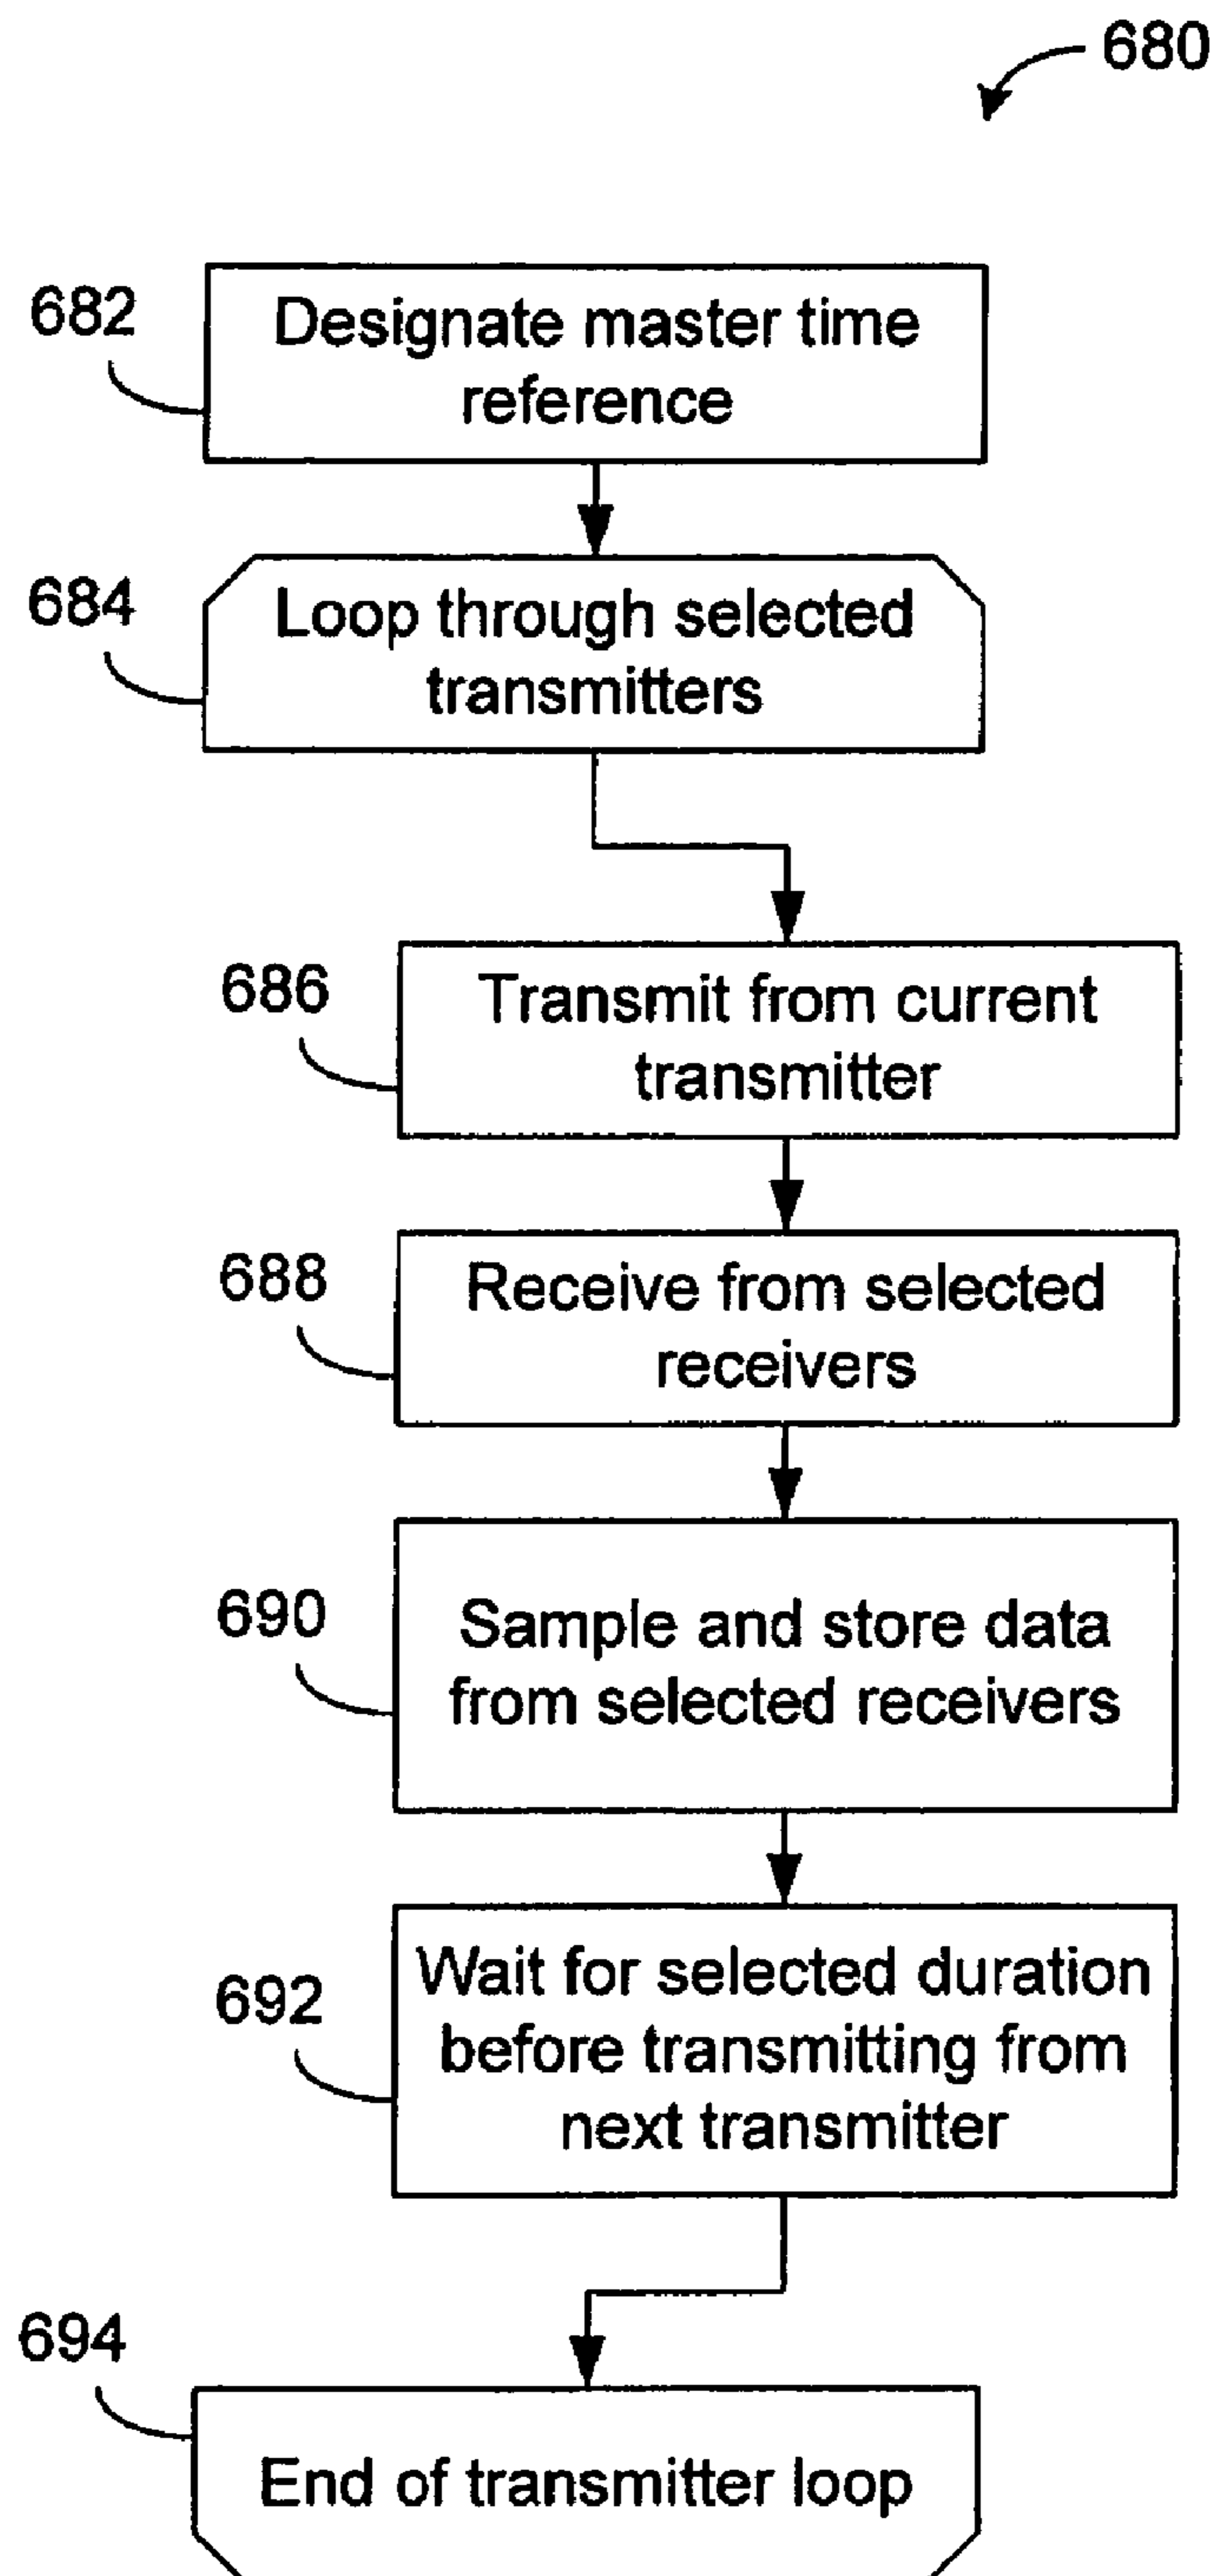 680
682
Designate master time
reference
684
Loop through selected
transmitters
686
Transmit from current
transmitter
688
Receive from selected
receivers
690
Sample and store data
from selected receivers
692
Wait for selected duration
before transmitting from
next transmitter
694
End of transmitter loop